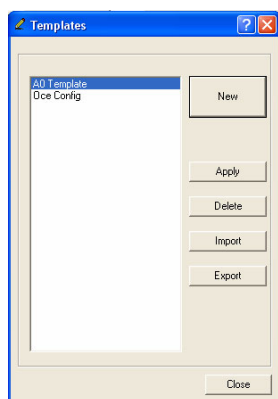 Templates
A0 Template
Oce Config
New
Apply
Delete
Import
Export
Close